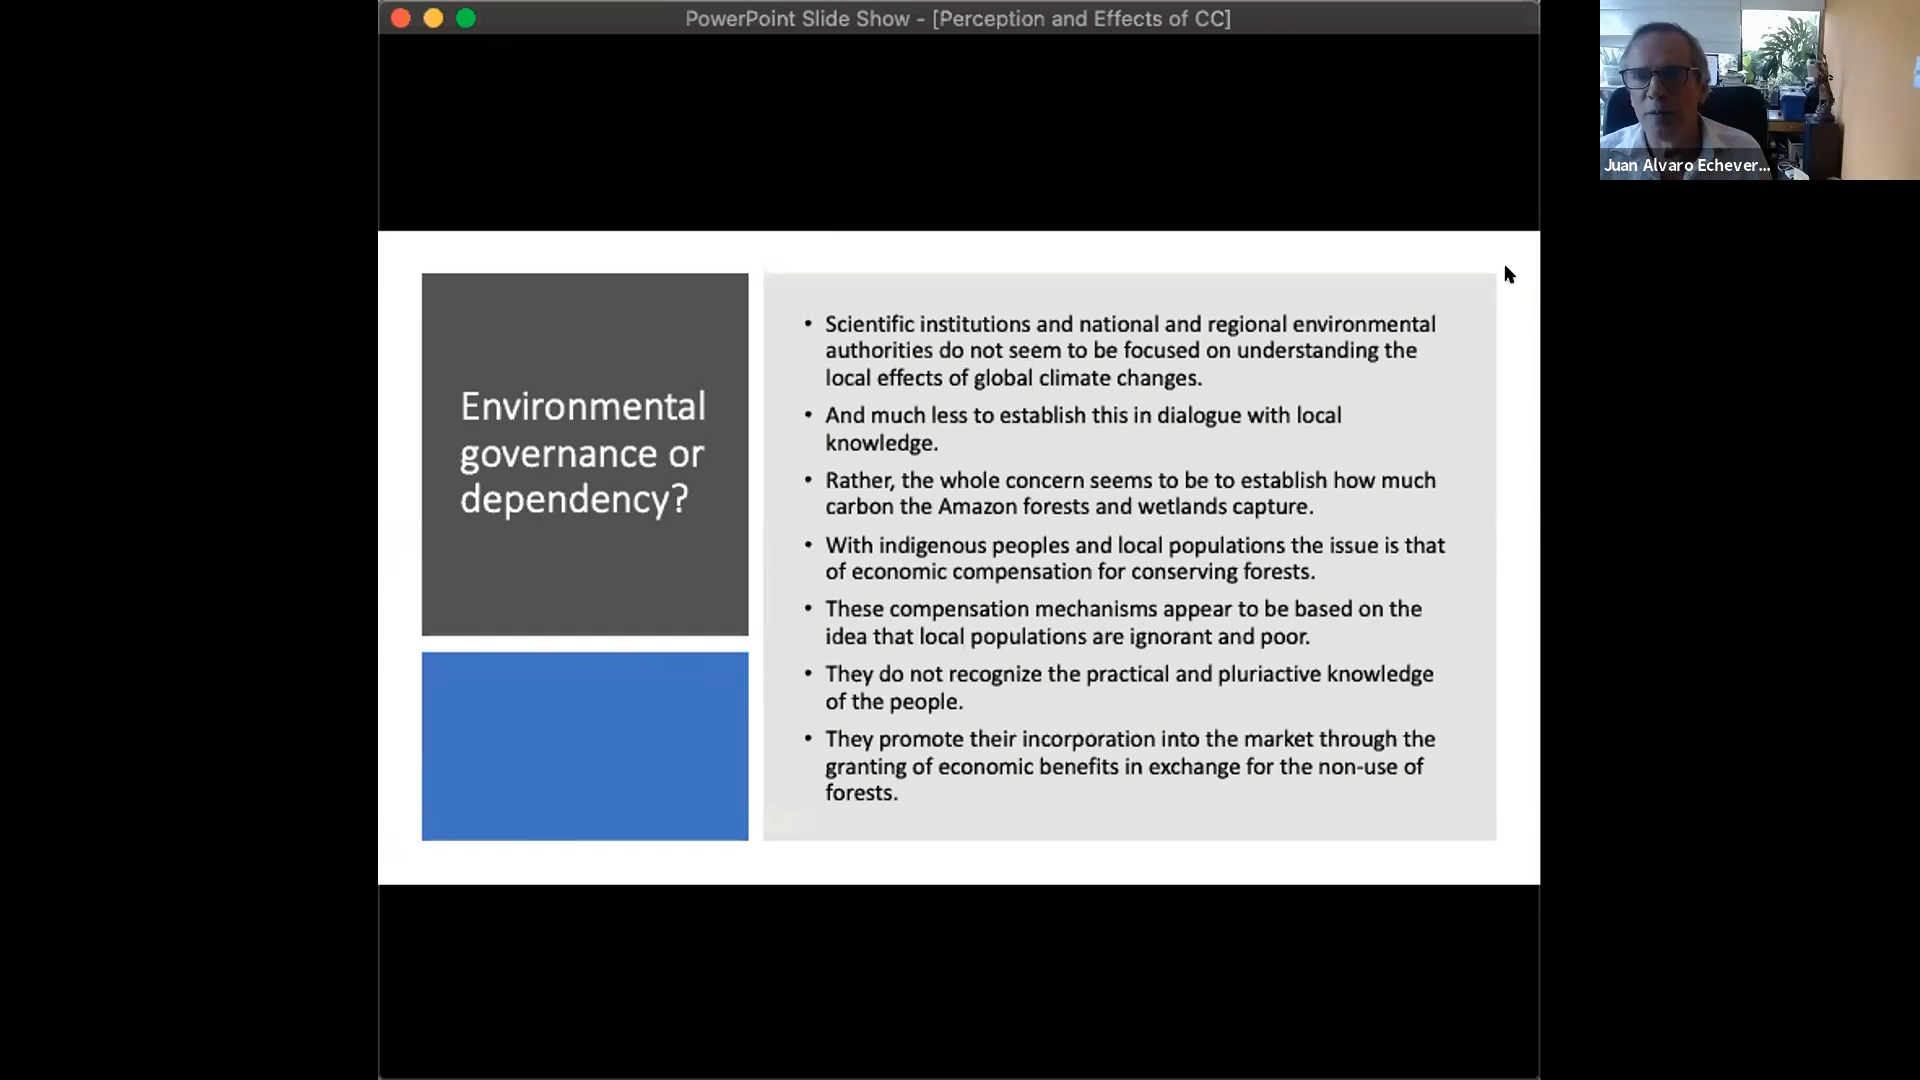 PowerPoint Slide Show - [Perception and Effects of CC]
Juan Alvaro Echever...
Environmental
governance or
dependency?
• Scientific institutions and national and regional environmental
authorities do not seem to be focused on understanding the
local effects of global climate changes.
• And much less to establish this in dialogue with local
knowledge.
• Rather, the whole concern seems to be to establish how much
carbon the Amazon forests and wetlands capture.
• With indigenous peoples and local populations the issue is that
of economic compensation for conserving forests.
• These compensation mechanisms appear to be based on the
idea that local populations are ignorant and poor.
• They do not recognize the practical and pluriactive knowledge
of the people.
• They promote their incorporation into the market through the
granting of economic benefits in exchange for the non-use of
forests.